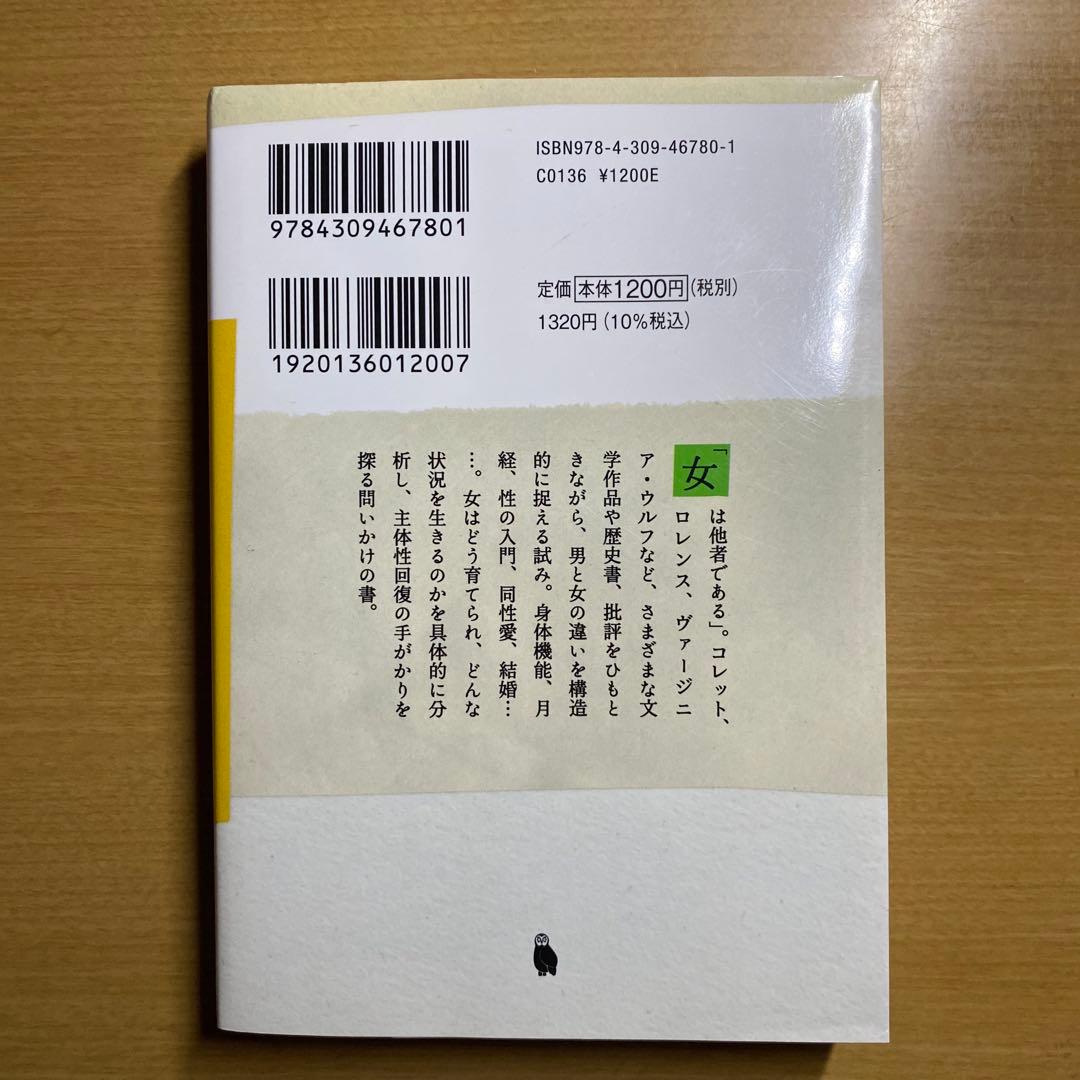 9784309467801
ISBN978-4-309-46780-1
C0136 ¥1200E
1920136012007
定価 本体1200円 (税別)
1320円 (10%税込)
「女は他者である」。コレット、
ロレンス、ヴァージニ
ア・ウルフなど、さまざまな文
学作品や歴史書、批評をひもと
きながら、男と女の違いを構造
的に捉える試み。身体機能、月
経、性の入門、同性愛、結婚…
…。女はどう育てられ、どんな
状況を生きるのかを具体的に分
析し、主体性回復の手がかりを
探る問いかけの書。